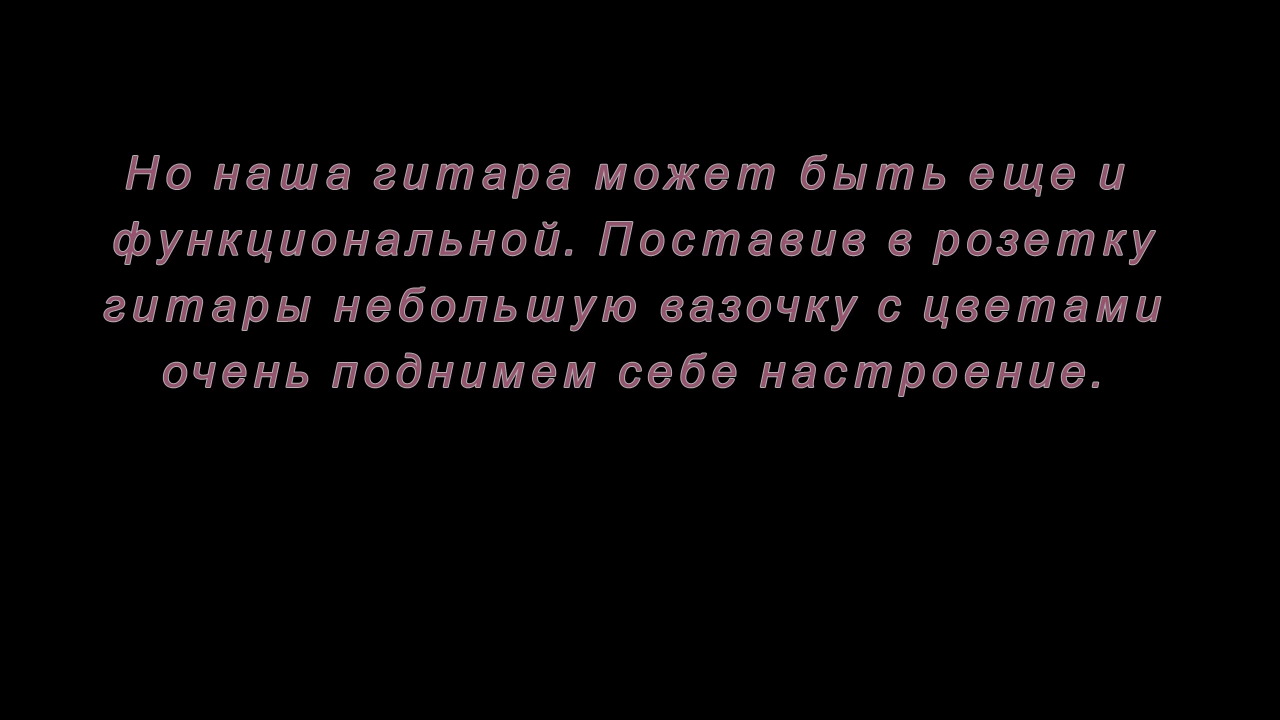 Но наша гитара может быть еще и
функциональной. Поставив в розетку
гитары небольшую вазочку с цветами
очень поднимем себе настроение.